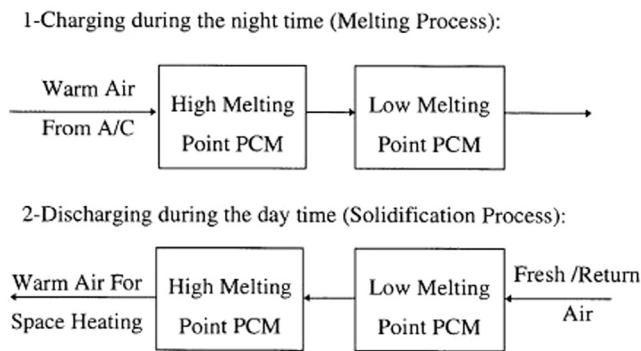 1-Charging during the night time (Melting Process):
Warm Air
From A/C
High Melting
Point PCM
Low Melting
Point PCM
2-Discharging during the day time (Solidification Process):
Warm Air For
Space Heating
High Melting
Point PCM
Low Melting
Point PCM
Fresh /Return
Air